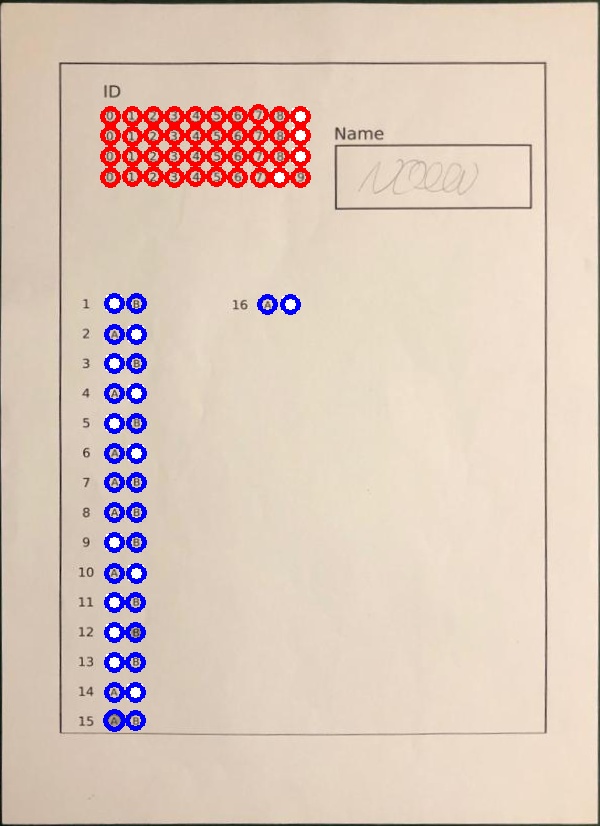 ID
0 1 2 3 4 5 6 7 8
0 1 2 3 4 5 6 7 8
0 1 2 3 4 5 6 7 8
0 1 2 3 4 5 6 7 9
Name
1 B
2 A
3 B
4 A
5 B
6 A
7 A B
8 A B
9 B
10 A
11 B
12 B
13 B
14 A
15 A B
16 A